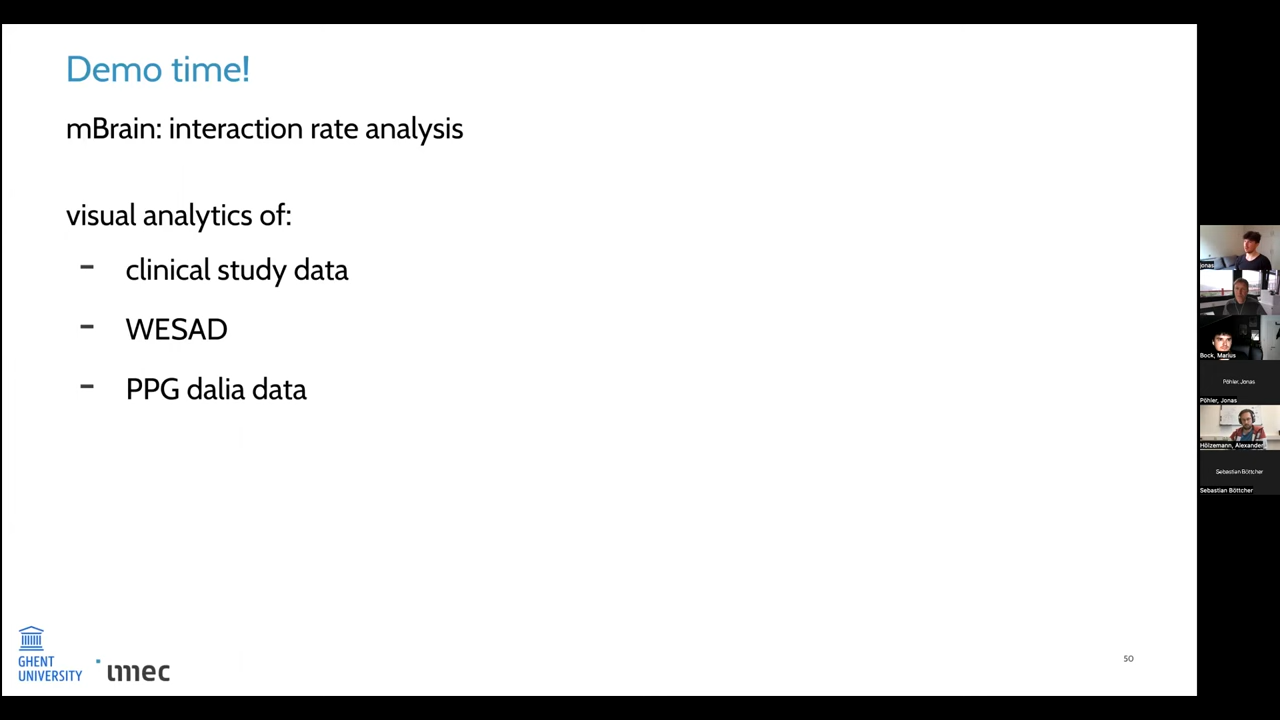 Demo time!
mBrain: interaction rate analysis
visual analytics of:
- clinical study data
- WESAD
- PPG dalia data
GHENT
UNIVERSITY
imec
50
jonas
Bock, Marius
Pöhler, Jonas
Pöhler, Jonas
Hölzemann, Alexander
Sebastian Böttcher
Sebastian Böttcher